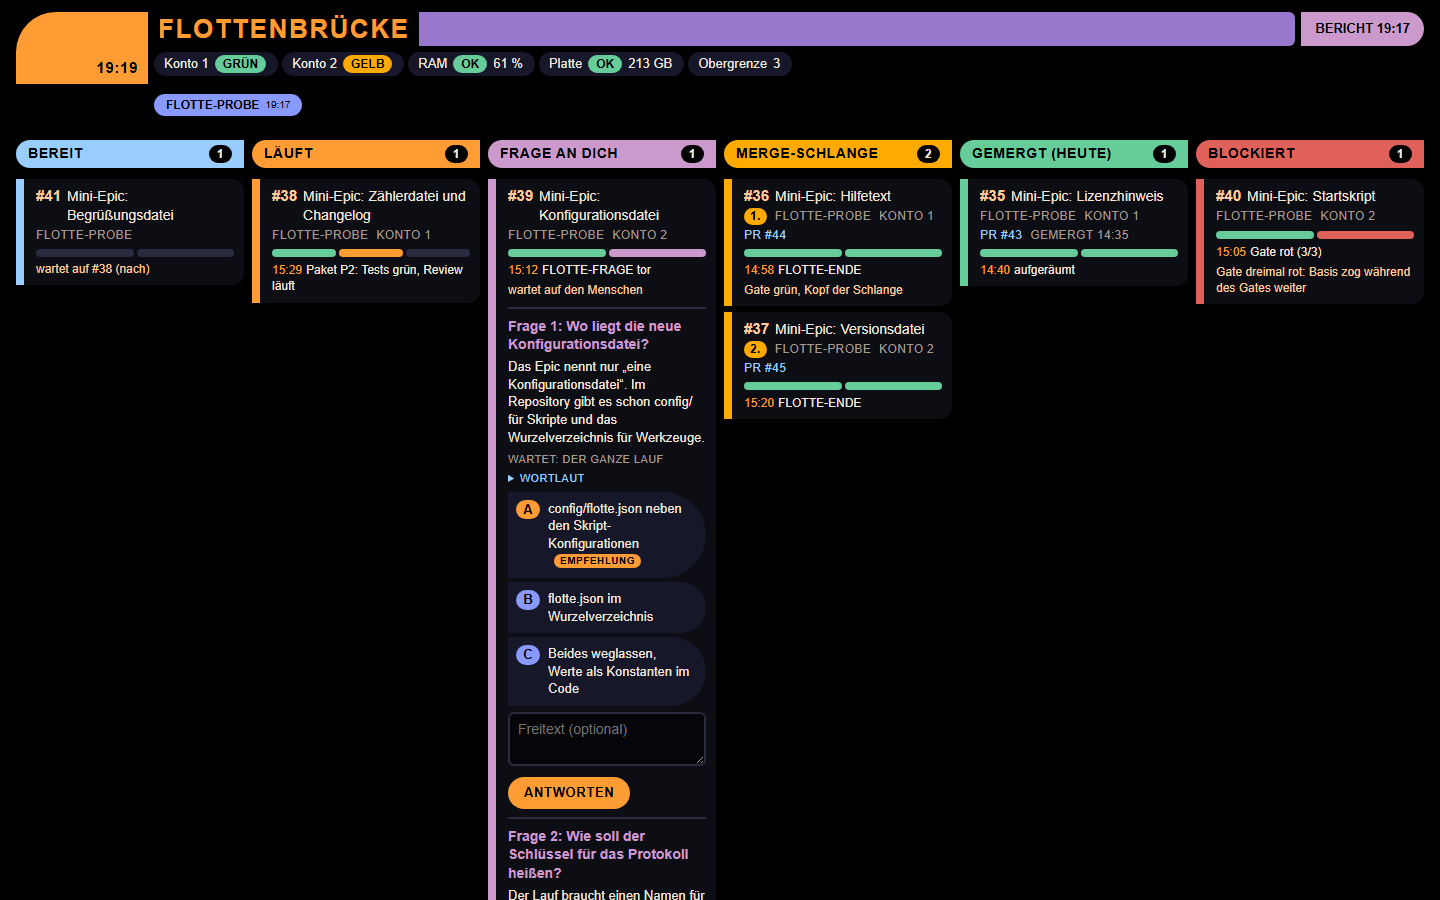 FLOTTENBRÜCKE
BERICHT 19:17
19:19
Konto 1 GRÜN
Konto 2 GELB
RAM OK 61 %
Platte OK 213 GB
Obergrenze 3
FLOTTE-PROBE 19:17
BEREIT 1
#41 Mini-Epic:
Begrüßungsdatei
FLOTTE-PROBE
wartet auf #38 (nach)
LÄUFT 1
#38 Mini-Epic: Zählerdatei und
Changelog
FLOTTE-PROBE KONTO 1
15:29 Paket P2: Tests grün, Review
läuft
FRAGE AN DICH 1
#39 Mini-Epic:
Konfigurationsdatei
FLOTTE-PROBE KONTO 2
15:12 FLOTTE-FRAGE tor
wartet auf den Menschen
Frage 1: Wo liegt die neue
Konfigurationsdatei?
Das Epic nennt nur „eine
Konfigurationsdatei“. Im
Repository gibt es schon config/
für Skripte und das
Wurzelverzeichnis für Werkzeuge.
WARTET: DER GANZE LAUF
▶ WORTLAUT
A config/flotte.json neben
den Skript-
Konfigurationen
EMPFEHLUNG
B flotte.json im
Wurzelverzeichnis
C Beides weglassen,
Werte als Konstanten im
Code
Freitext (optional)
ANTWORTEN
Frage 2: Wie soll der
Schlüssel für das Protokoll
heißen?
Der Lauf braucht einen Namen für
MERGE-SCHLANGE 2
#36 Mini-Epic: Hilfetext
1. FLOTTE-PROBE KONTO 1
PR #44
14:58 FLOTTE-ENDE
Gate grün, Kopf der Schlange
#37 Mini-Epic: Versionsdatei
2. FLOTTE-PROBE KONTO 2
PR #45
15:20 FLOTTE-ENDE
GEMERGT (HEUTE) 1
#35 Mini-Epic: Lizenzhinweis
FLOTTE-PROBE KONTO 1
PR #43 GEMERGT 14:35
14:40 aufgeräumt
BLOCKIERT 1
#40 Mini-Epic: Startskript
FLOTTE-PROBE KONTO 2
15:05 Gate rot (3/3)
Gate dreimal rot: Basis zog während
des Gates weiter